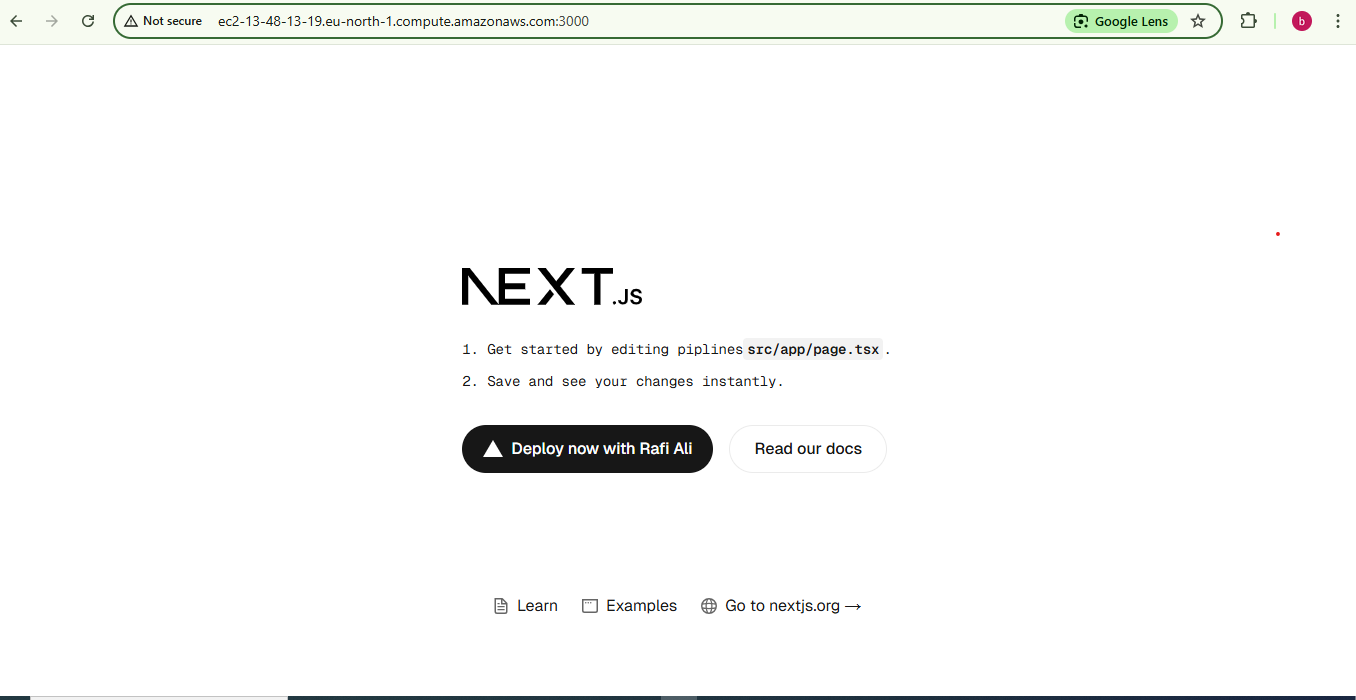 Not secure ec2-13-48-13-19.eu-north-1.compute.amazonaws.com:3000 Google Lens b
NEXT.JS
1. Get started by editing piplines src/app/page.tsx.
2. Save and see your changes instantly.
Deploy now with Rafi Ali Read our docs
Learn Examples Go to nextjs.org →